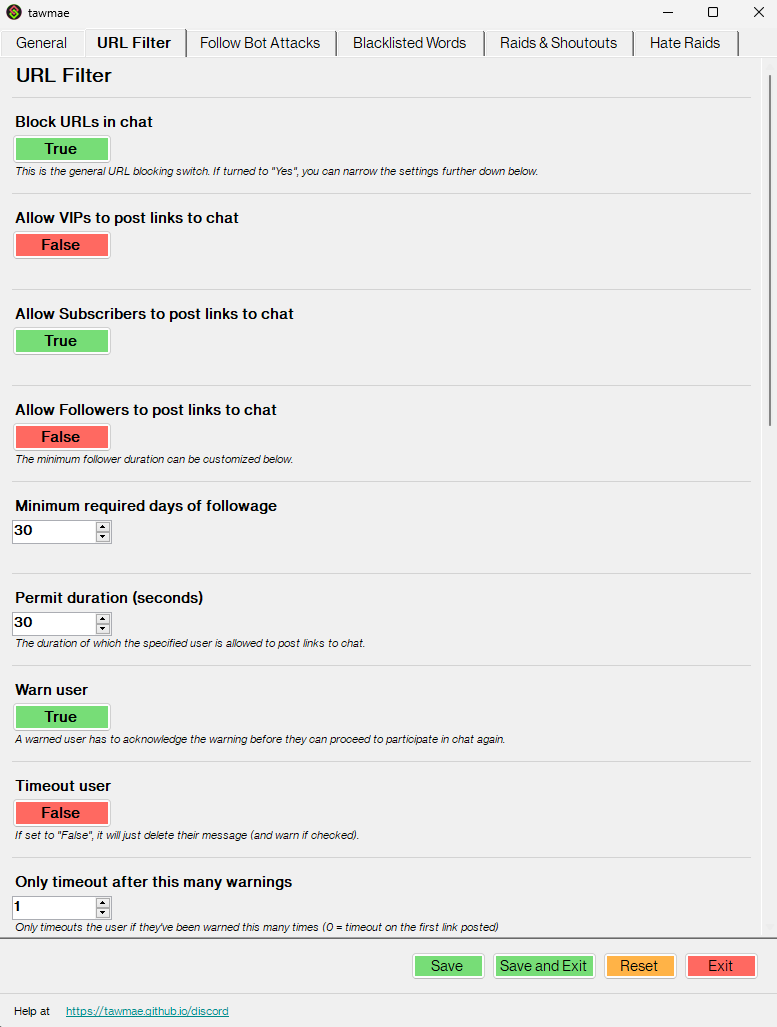 tawmae
General URL Filter Follow Bot Attacks Blacklisted Words Raids & Shoutouts Hate Raids
URL Filter
Block URLs in chat
True
This is the general URL blocking switch. If turned to "Yes", you can narrow the settings further down below.
Allow VIPs to post links to chat
False
Allow Subscribers to post links to chat
True
Allow Followers to post links to chat
False
The minimum follower duration can be customized below.
Minimum required days of followage
30
Permit duration (seconds)
30
The duration of which the specified user is allowed to post links to chat.
Warn user
True
A warned user has to acknowledge the warning before they can proceed to participate in chat again.
Timeout user
False
If set to "False", it will just delete their message (and warn if checked).
Only timeout after this many warnings
1
Only timeouts the user if they've been warned this many times (0 = timeout on the first link posted)
Save Save and Exit Reset Exit
Help at https://tawmae.github.io/discord